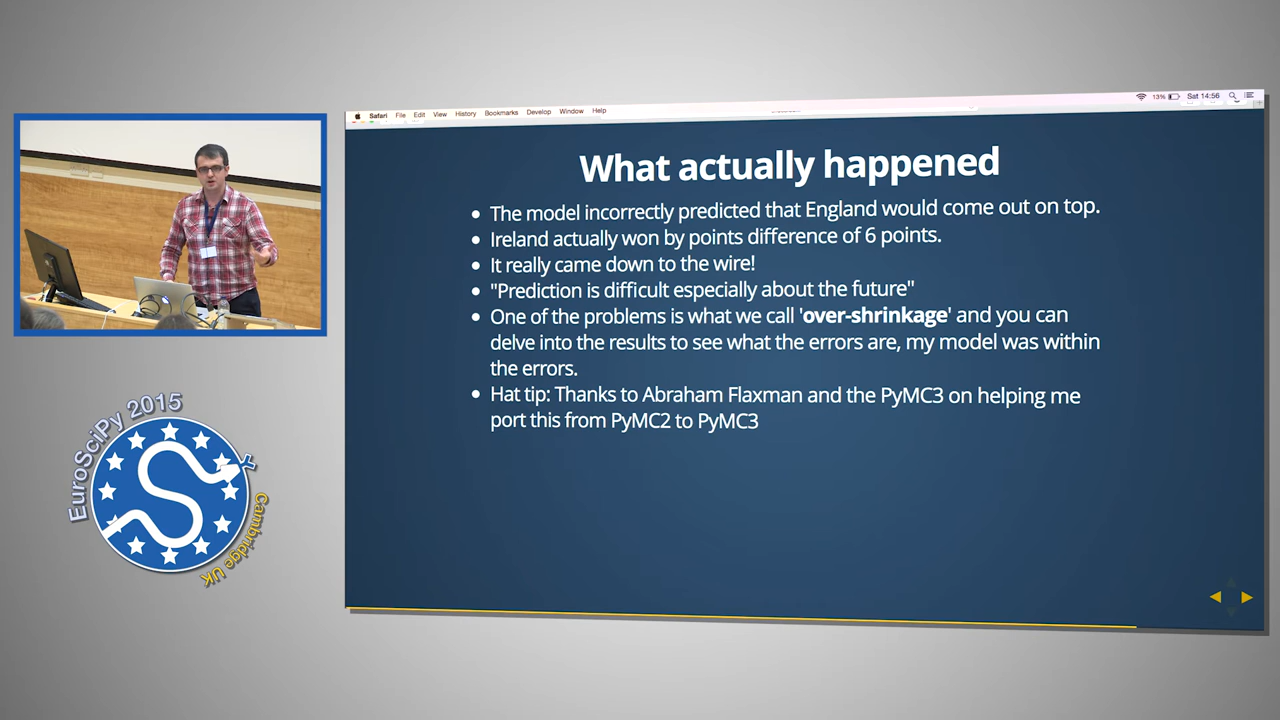 Safari File Edit View History Bookmarks Develop Window Help
13% Sat 14:56
What actually happened
The model incorrectly predicted that England would come out on top.
Ireland actually won by points difference of 6 points.
It really came down to the wire!
"Prediction is difficult especially about the future"
One of the problems is what we call 'over-shrinkage' and you can
delve into the results to see what the errors are, my model was within
the errors.
Hat tip: Thanks to Abraham Flaxman and the PyMC3 on helping me
port this from PyMC2 to PyMC3
EuroSciPy 2015
Cambridge UK